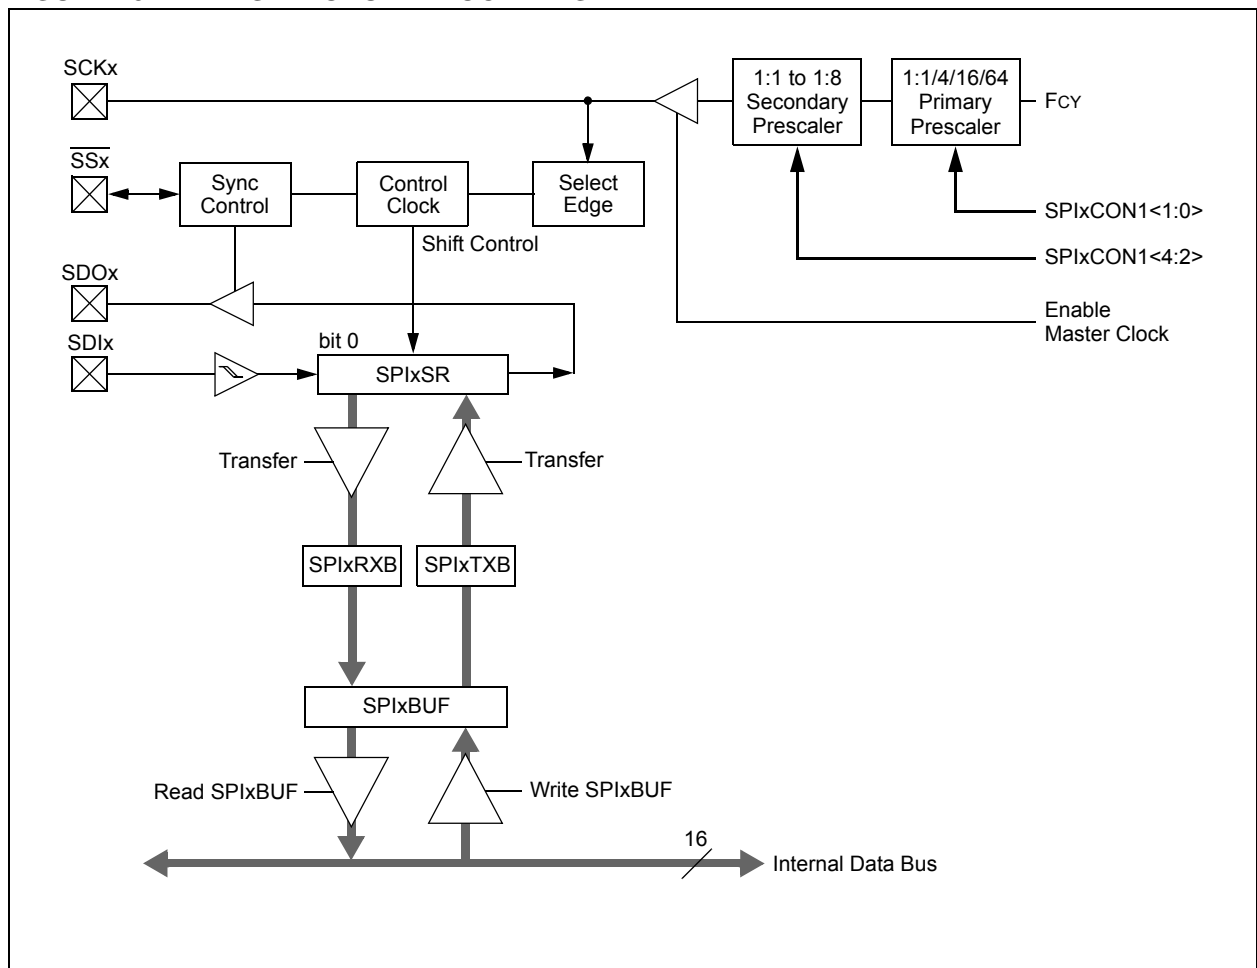 SCKx
1:1 to 1:8
Secondary
Prescaler
1:1/4/16/64
Primary
Prescaler
FCY
SSx
Sync
Control
Control
Clock
Select
Edge
SPIxCON1<1:0>
Shift Control
SPIxCON1<4:2>
SDOx
Enable
Master Clock
SDIx
bit 0
SPIxSR
Transfer
Transfer
SPIxRXB
SPIxTXB
SPIxBUF
Read SPIxBUF
Write SPIxBUF
16
Internal Data Bus